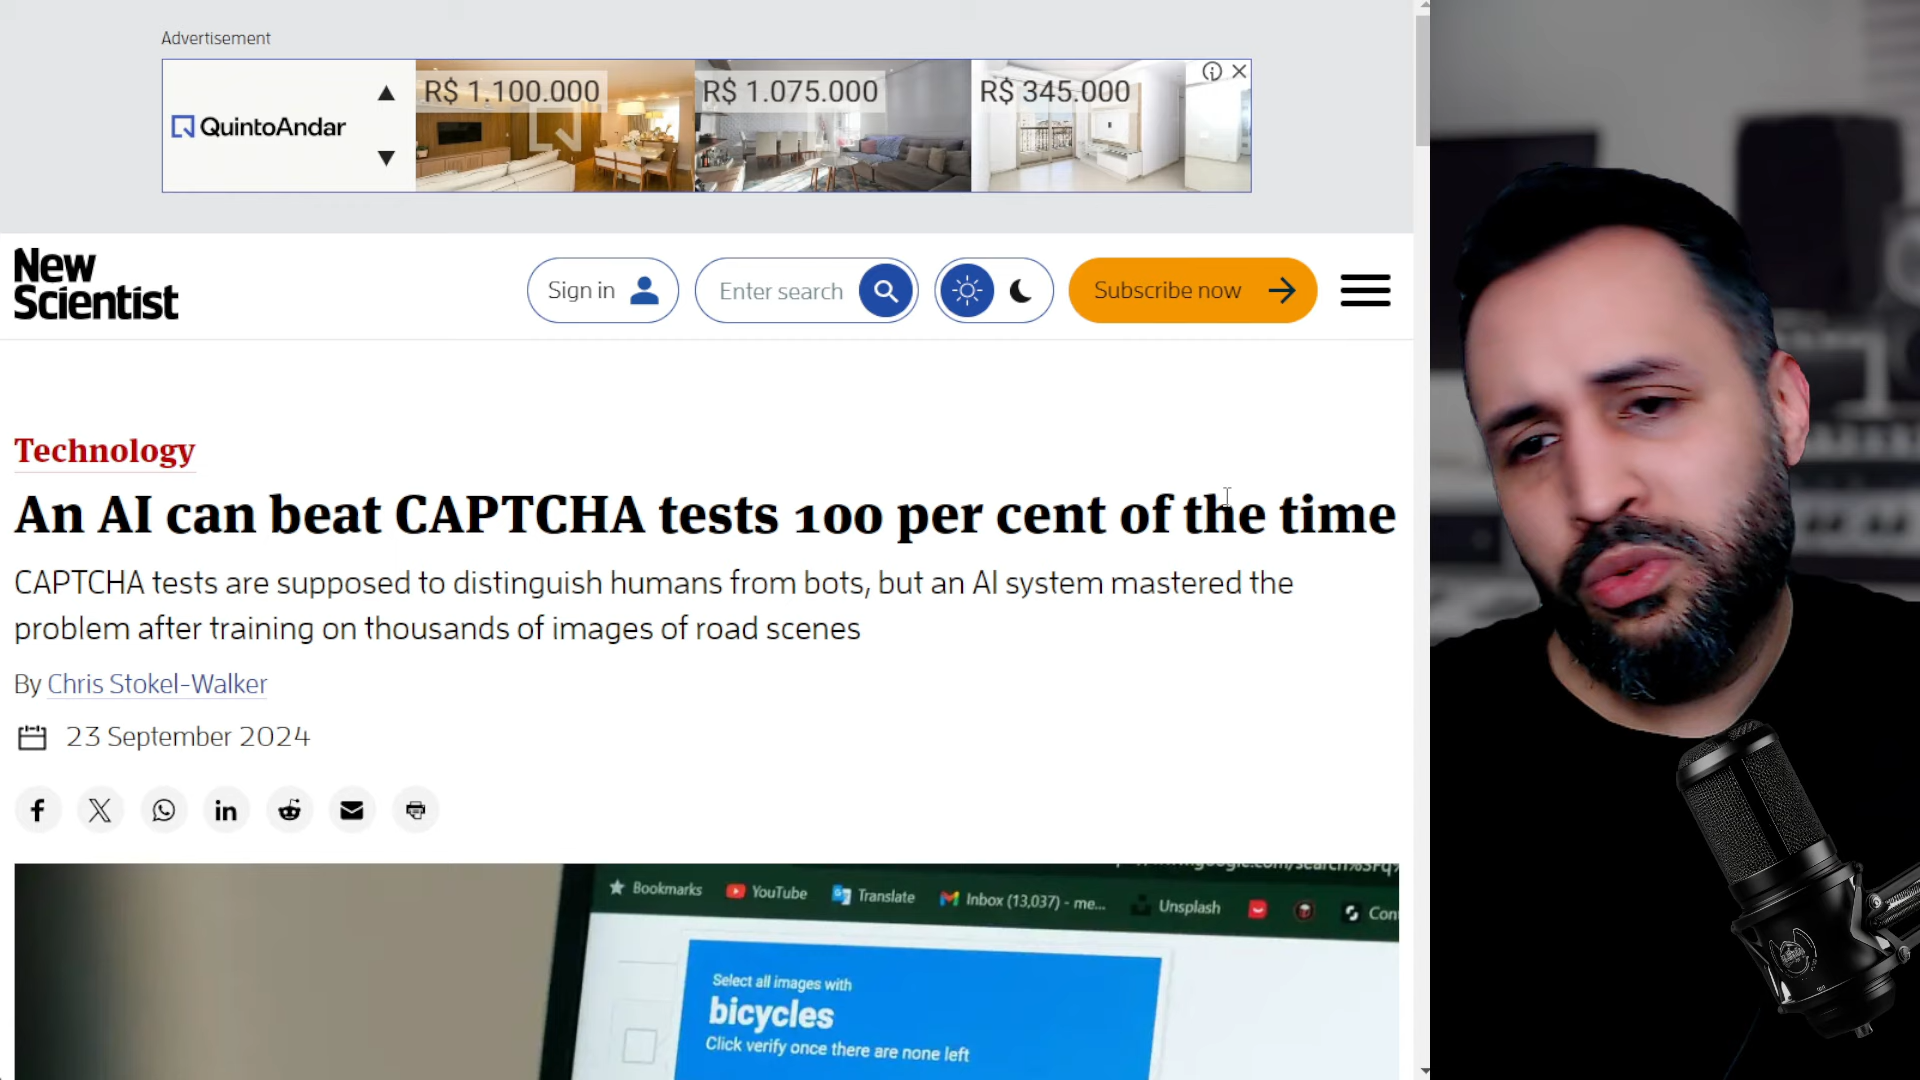 Advertisement
QuintoAndar
R$ 1.100.000
R$ 1.075.000
R$ 345.000
New
Scientist
Sign in
Enter search
Subscribe now
Technology
An AI can beat CAPTCHA tests 100 per cent of the time
CAPTCHA tests are supposed to distinguish humans from bots, but an AI system mastered the
problem after training on thousands of images of road scenes
By Chris Stokel-Walker
23 September 2024
Bookmarks
YouTube
Translate
Inbox (13,037) - me...
Unsplash
Con
Select all images with
bicycles
Click verify once there are none left